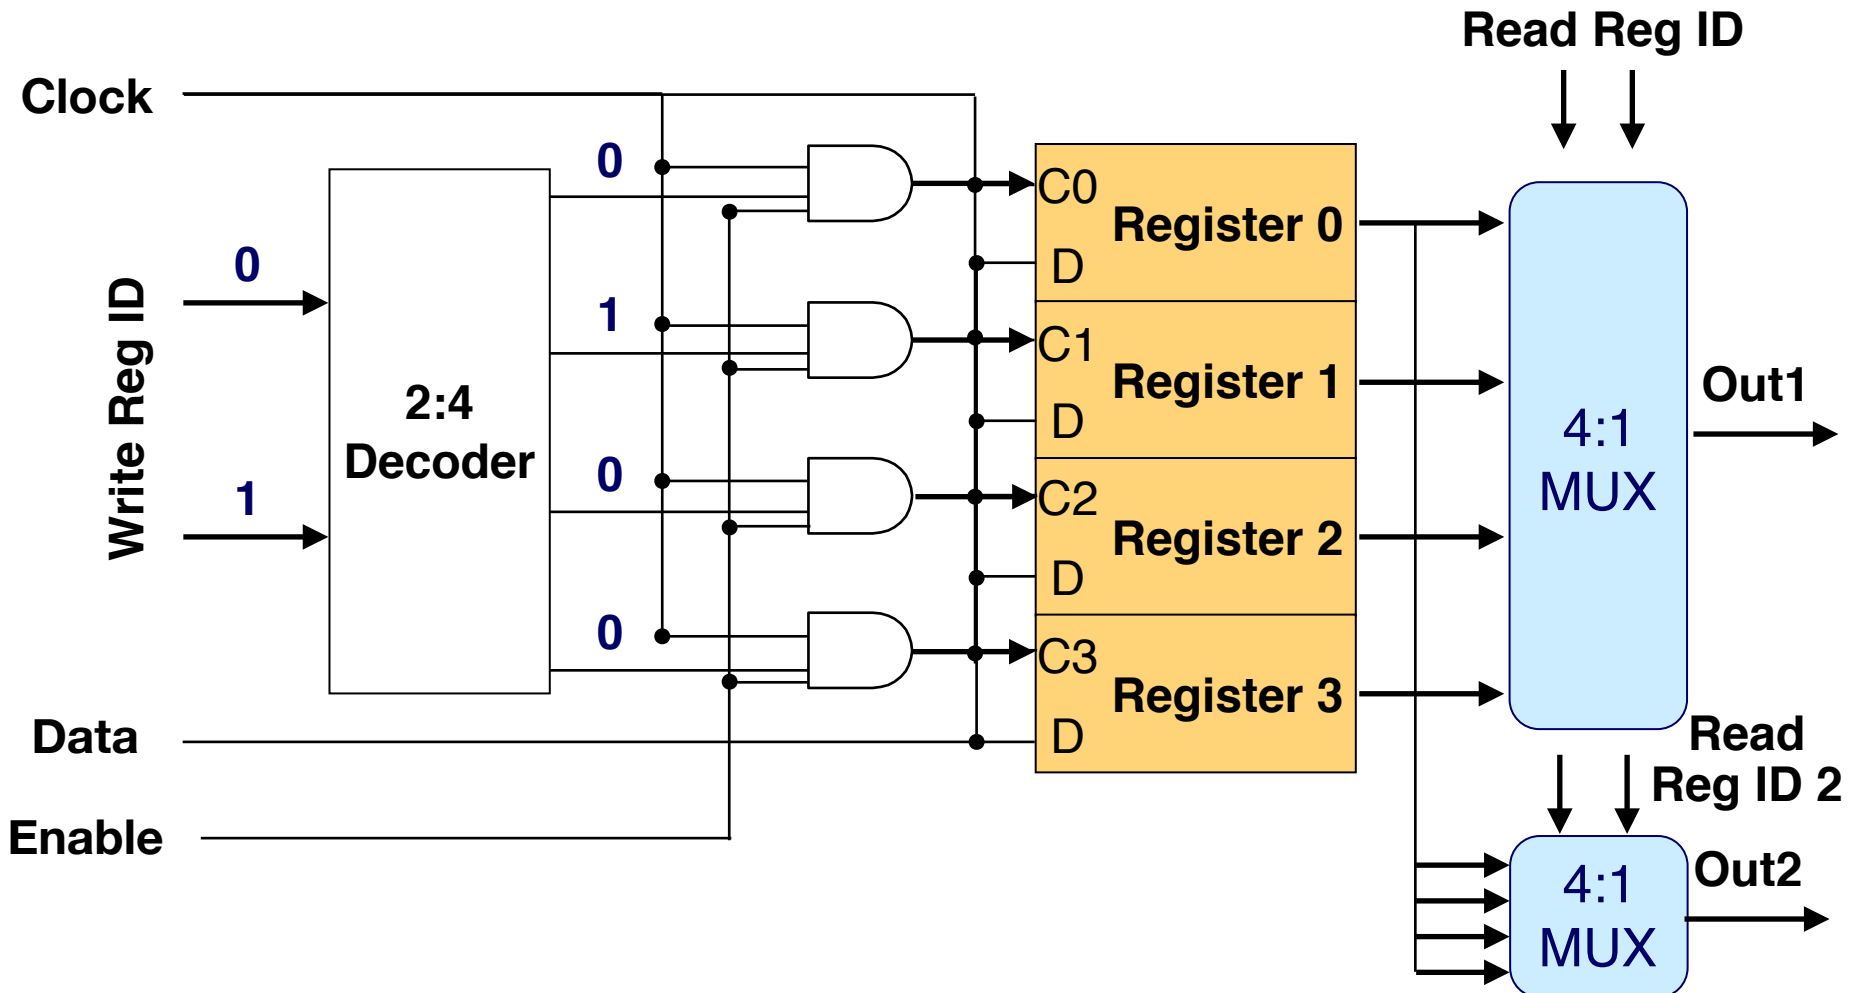 Read Reg ID
Clock
0
C0
Register 0
D
0
Write Reg ID
1
C1
Register 1
D
Out1
2:4
Decoder
4:1
MUX
0
C2
Register 2
D
1
0
C3
Register 3
D
Data
Read
Reg ID 2
Enable
4:1
MUX
Out2